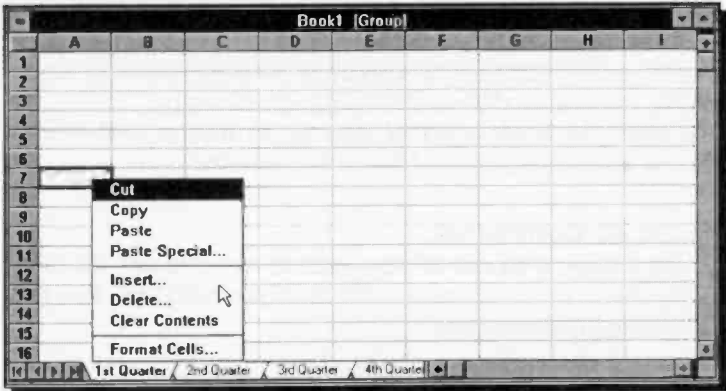 Book1 [Group]
A B C D E F G H I
1
2
3
4
5
6
7
8
9
10
11
12
13
14
15
16
Cut
Copy
Paste
Paste Special...
Insert...
Delete...
Clear Contents
Format Cells...
1st Quarter 2nd Quarter 3rd Quarter 4th Quarte